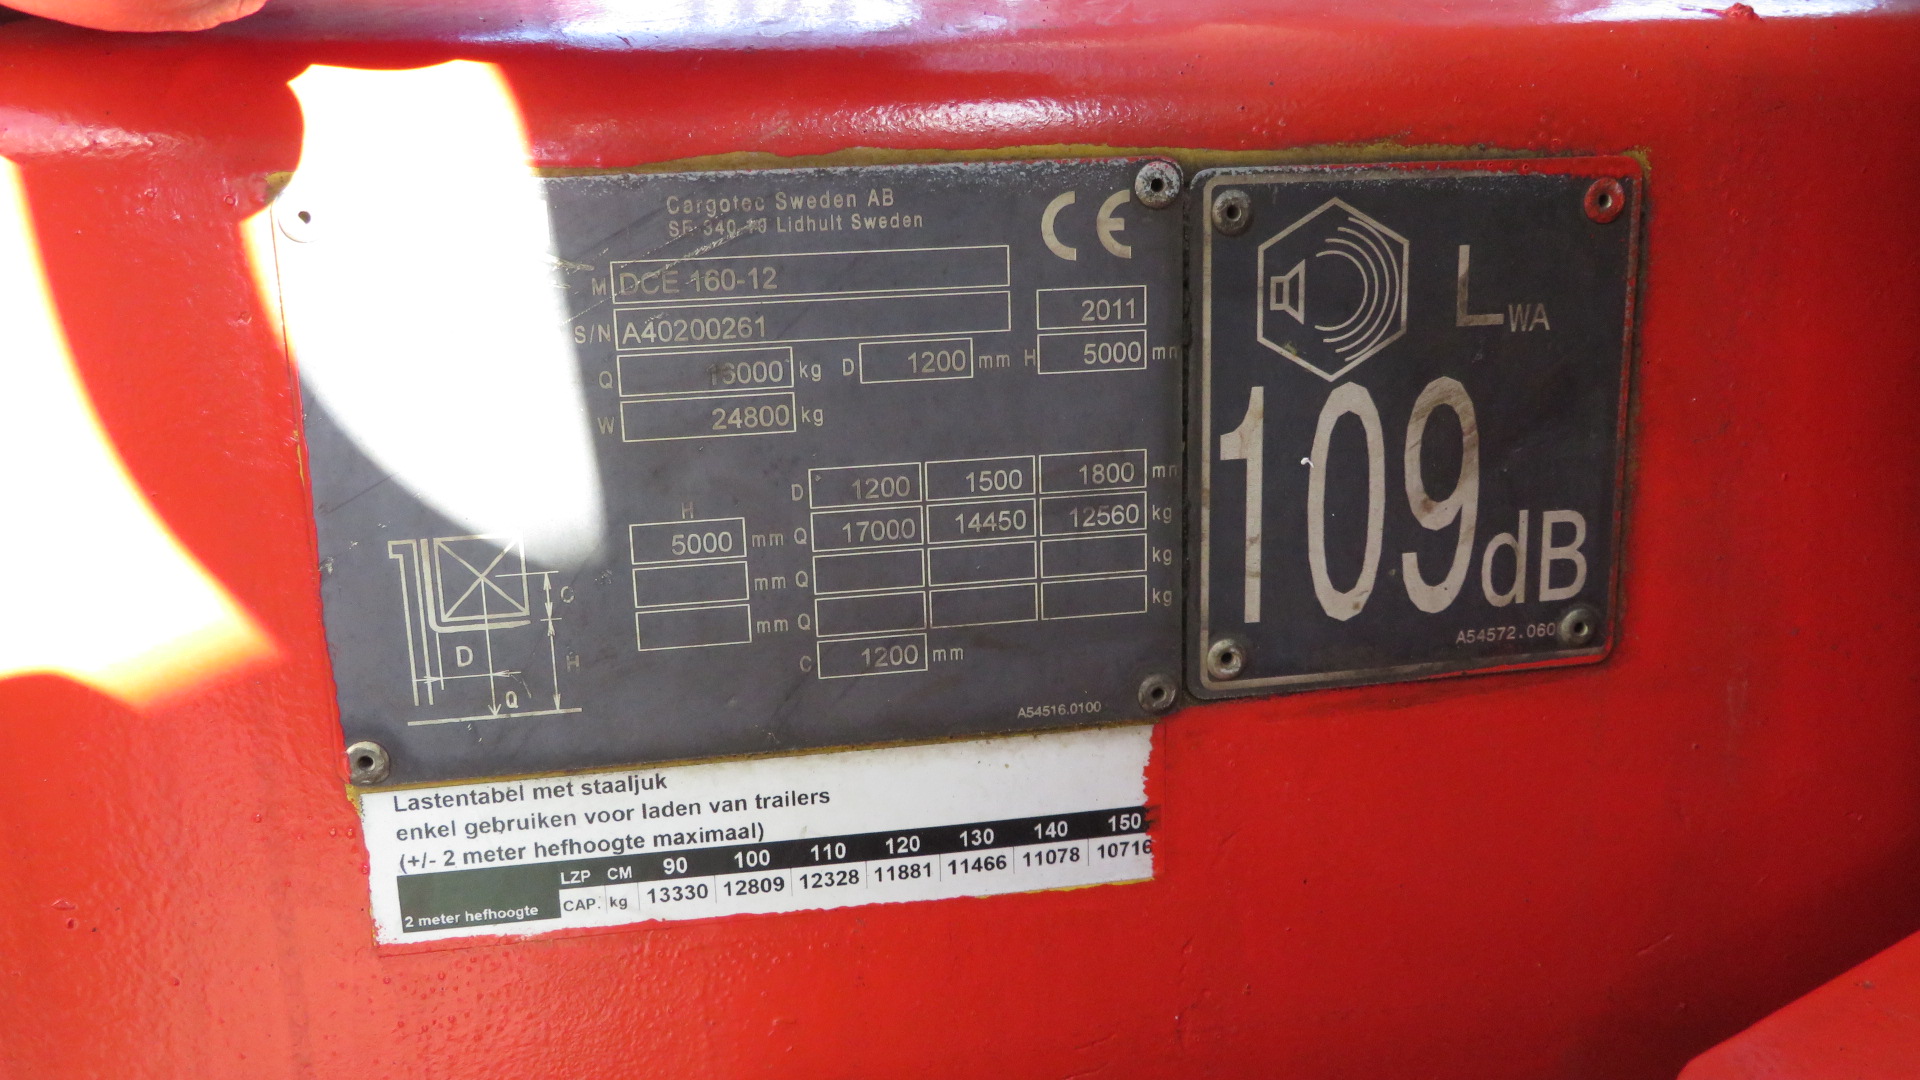 Cargotec Sweden AB
SE-340 10 Lidhult Sweden
CE
M DCE 160-12
S/N A40200261 2011
Q 16000 kg D 1200 mm H 5000 mm
W 24800 kg
D 1200 1500 1800 mm
H
5000 mm Q 17000 14450 12560 kg
mm Q kg
mm Q kg
C 1200 mm
C
D
H
Q
A54516.0100
LWA
109dB
A54572.060
Lastentabel met staaljuk
enkel gebruiken voor laden van trailers
(+/- 2 meter hefhoogte maximaal)
LZP CM 90 100 110 120 130 140 150
2 meter hefhoogte CAP. kg 13330 12809 12328 11881 11466 11078 10716